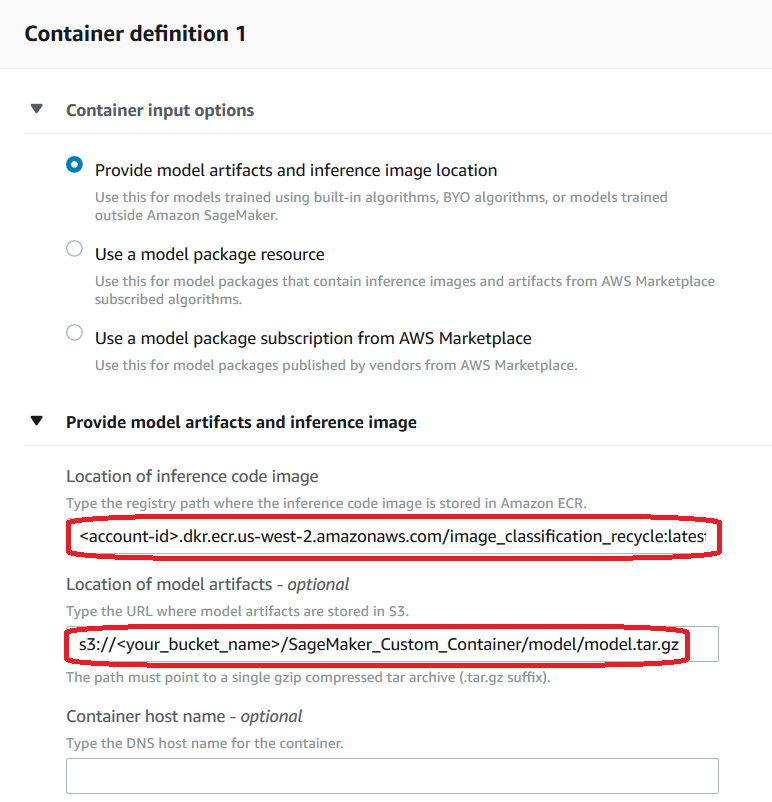 Container definition 1
Container input options
Provide model artifacts and inference image location
Use this for models trained using built-in algorithms, BYO algorithms, or models trained
outside Amazon SageMaker.
Use a model package resource
Use this for model packages that contain inference images and artifacts from AWS Marketplace
subscribed algorithms.
Use a model package subscription from AWS Marketplace
Use this for model packages published by vendors from AWS Marketplace.
Provide model artifacts and inference image
Location of inference code image
Type the registry path where the inference code image is stored in Amazon ECR.
<account-id>.dkr.ecr.us-west-2.amazonaws.com/image_classification_recycle:latest
Location of model artifacts - optional
Type the URL where model artifacts are stored in S3.
s3://<your_bucket_name>/SageMaker_Custom_Container/model/model.tar.gz
The path must point to a single gzip compressed tar archive (.tar.gz suffix).
Container host name - optional
Type the DNS host name for the container.